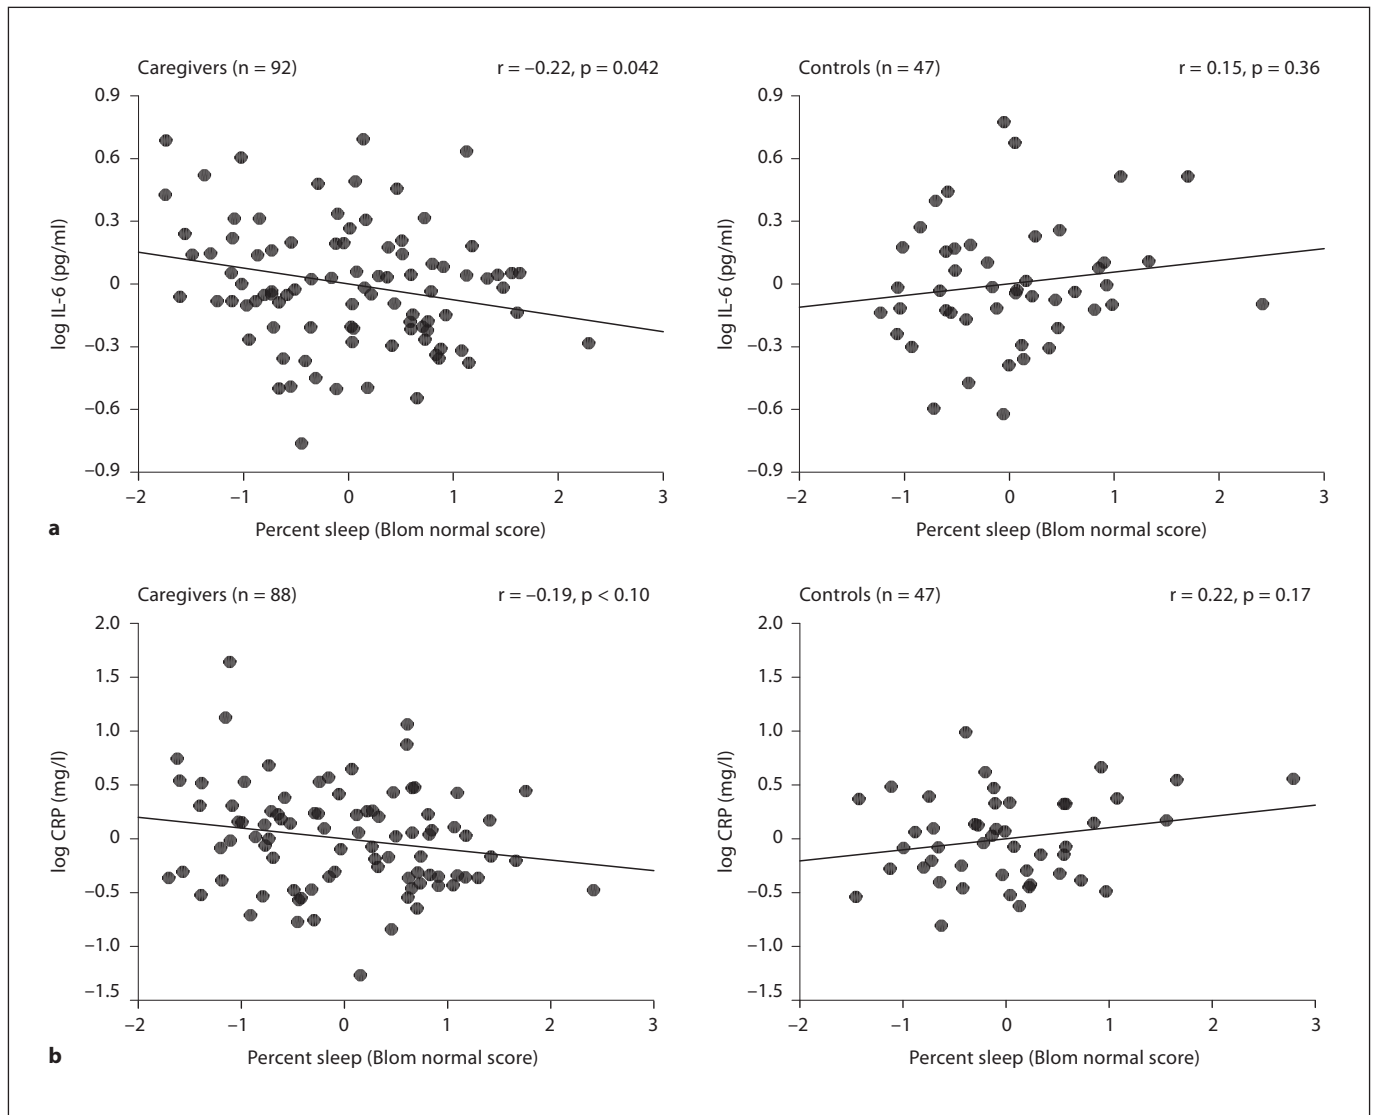 Caregivers (n = 92) r = –0.22, p = 0.042
0.9
0.6
0.3
0
–0.3
–0.6
–0.9
log IL-6 (pg/ml)
–2 –1 0 1 2 3
Percent sleep (Blom normal score)
Controls (n = 47) r = 0.15, p = 0.36
0.9
0.6
0.3
0
–0.3
–0.6
–0.9
log IL-6 (pg/ml)
–2 –1 0 1 2 3
Percent sleep (Blom normal score)
a
Caregivers (n = 88) r = –0.19, p < 0.10
2.0
1.5
1.0
0.5
0
–0.5
–1.0
–1.5
log CRP (mg/l)
–2 –1 0 1 2 3
Percent sleep (Blom normal score)
Controls (n = 47) r = 0.22, p = 0.17
2.0
1.5
1.0
0.5
0
–0.5
–1.0
–1.5
log CRP (mg/l)
–2 –1 0 1 2 3
Percent sleep (Blom normal score)
b